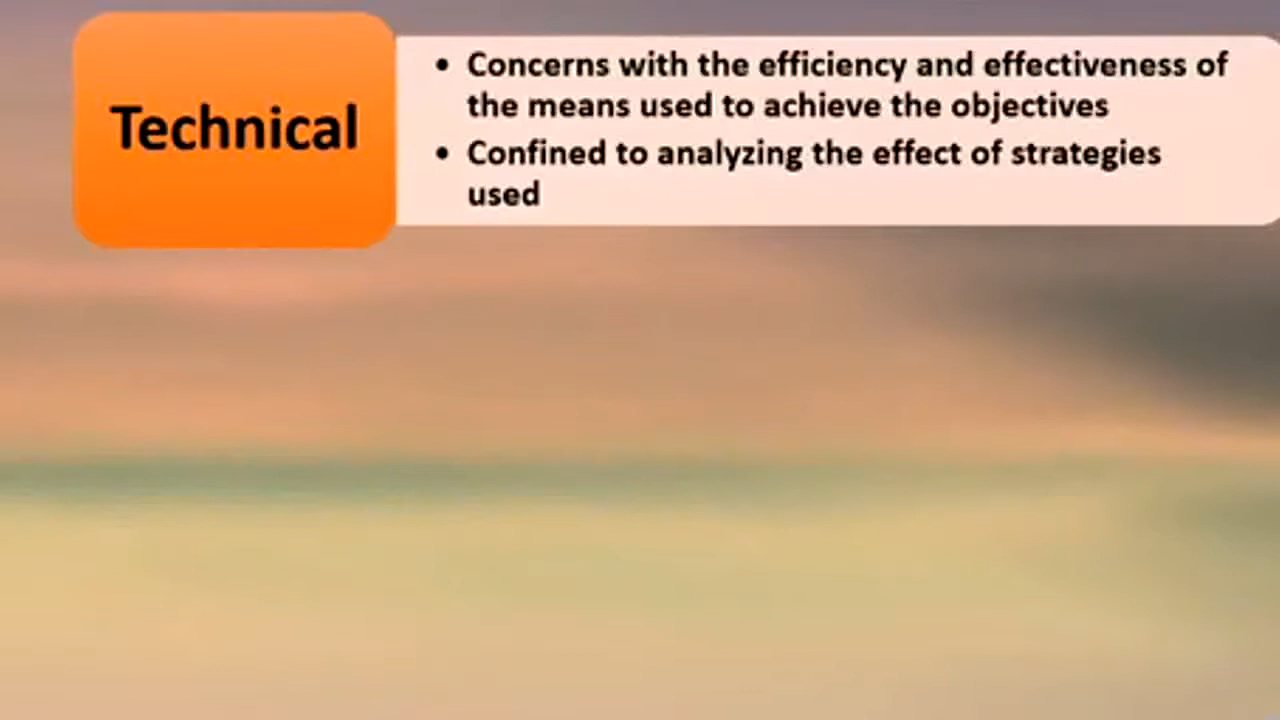 Technical
• Concerns with the efficiency and effectiveness of
the means used to achieve the objectives
• Confined to analyzing the effect of strategies
used